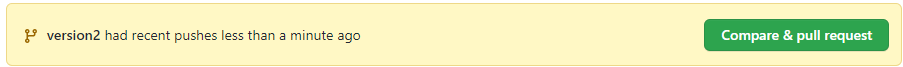 version2 had recent pushes less than a minute ago
Compare & pull request